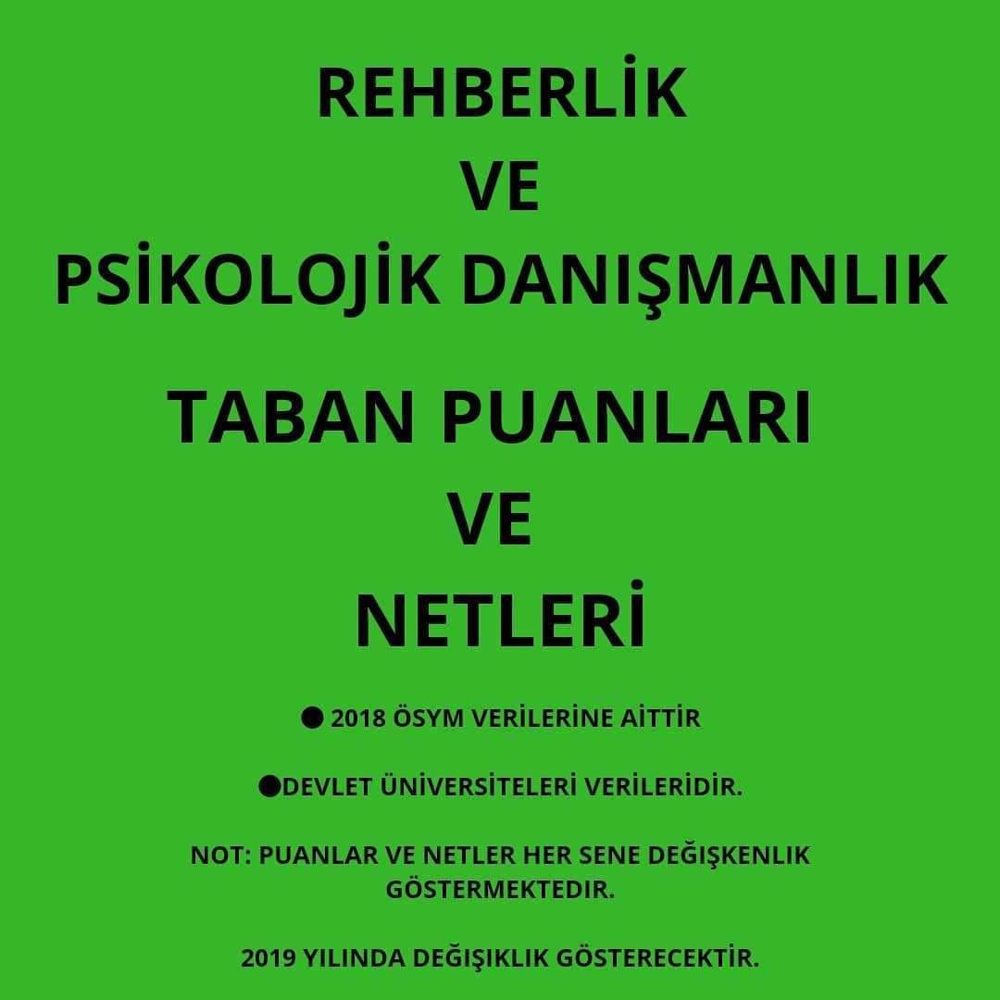 REHBERLİK
VE
PSİKOLOJİK DANIŞMANLIK
TABAN PUANLARI
VE
NETLERİ
● 2018 ÖSYM VERİLERİNE AİTTİR
●DEVLET ÜNİVERSİTELERİ VERİLERİDİR.
NOT: PUANLAR VE NETLER HER SENE DEĞIŞKENLIK
GÖSTERMEKTEDIR.
2019 YILINDA DEĞIŞIKLIK GÖSTERECEKTİR.